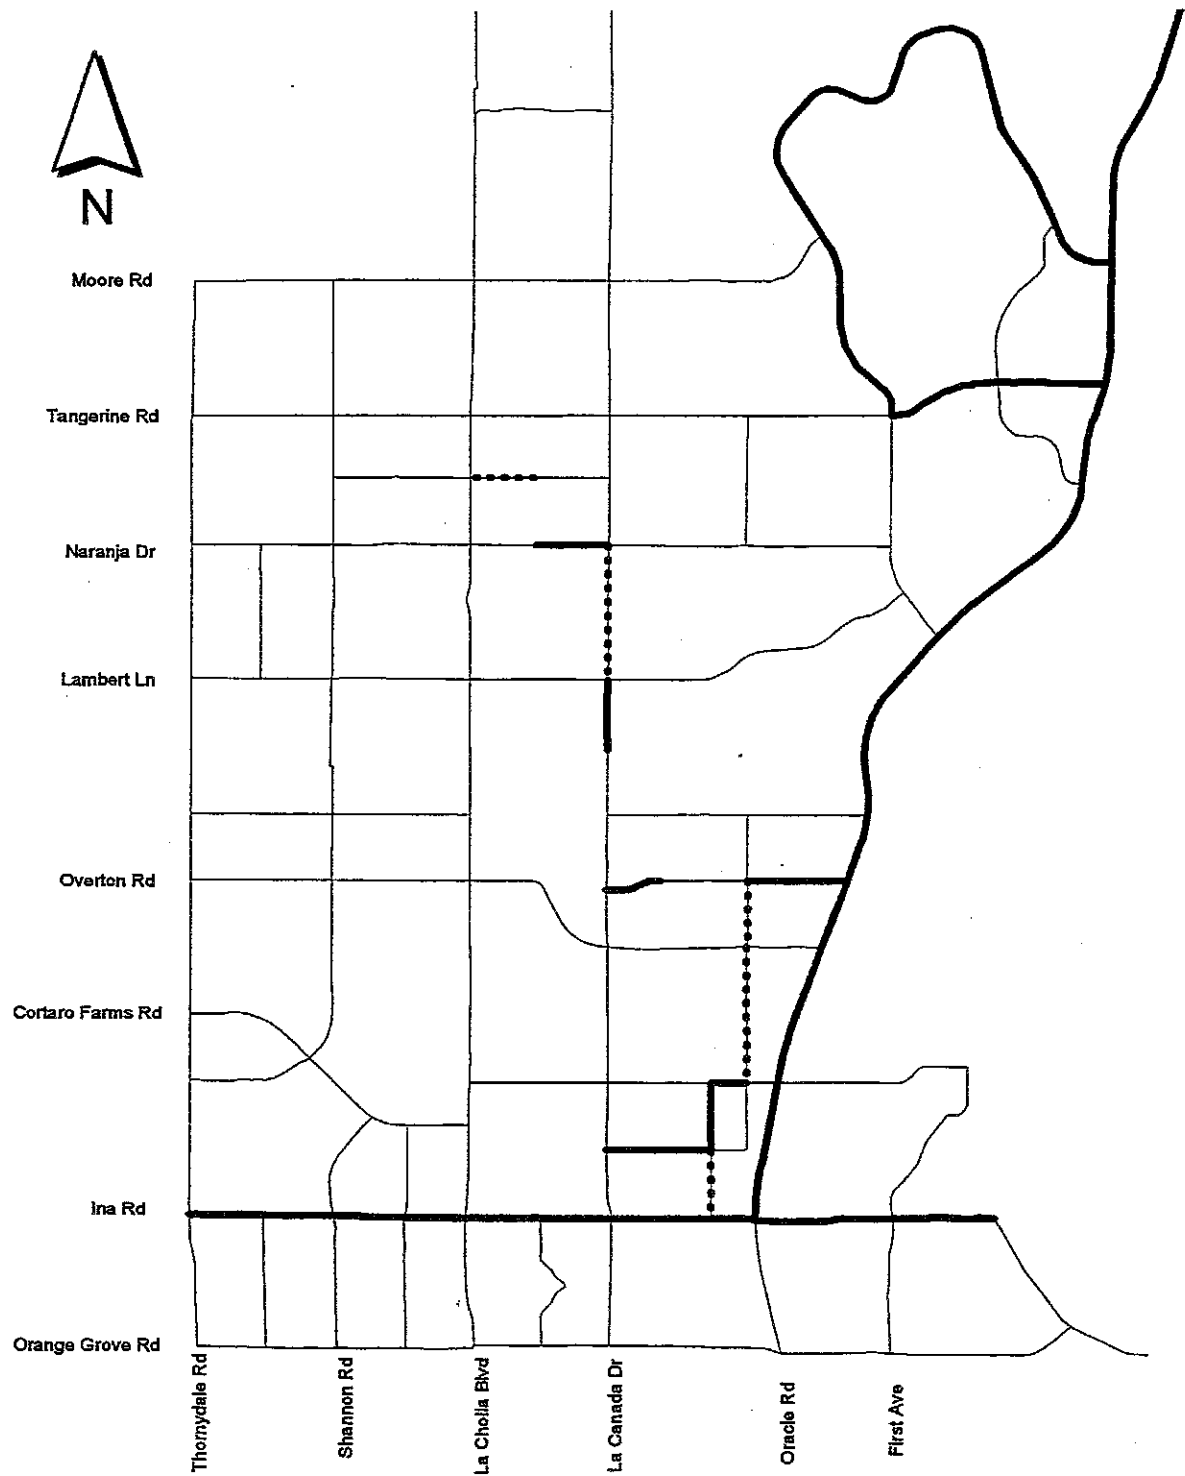 N
Moore Rd
Tangerine Rd
Naranja Dr
Lambert Ln
Overton Rd
Cortaro Farms Rd
Ina Rd
Orange Grove Rd
Thornydale Rd
Shannon Rd
La Cholla Blvd
La Canada Dr
Oracle Rd
First Ave